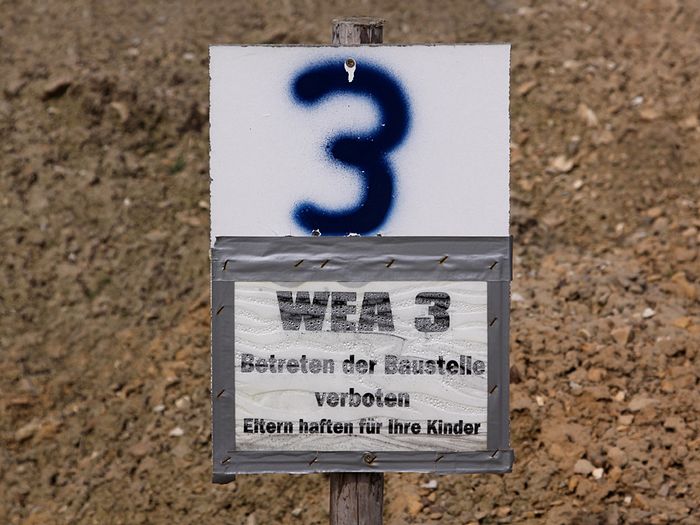 3
WEA 3
Betreten der Baustelle
verboten
Eltern haften für Ihre Kinder